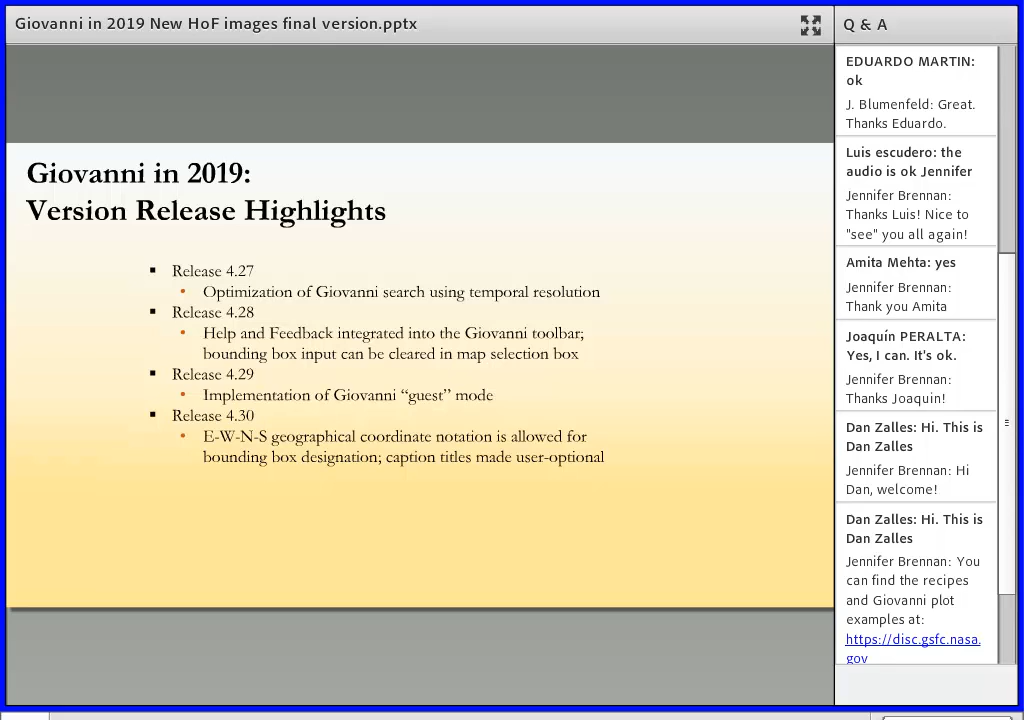 Giovanni in 2019 New HoF images final version.pptx
Giovanni in 2019:
Version Release Highlights
▪ Release 4.27
• Optimization of Giovanni search using temporal resolution
▪ Release 4.28
• Help and Feedback integrated into the Giovanni toolbar;
bounding box input can be cleared in map selection box
▪ Release 4.29
• Implementation of Giovanni “guest” mode
▪ Release 4.30
• E-W-N-S geographical coordinate notation is allowed for
bounding box designation; caption titles made user-optional
Q & A
EDUARDO MARTIN:
ok
J. Blumenfeld: Great.
Thanks Eduardo.
Luis escudero: the
audio is ok Jennifer
Jennifer Brennan:
Thanks Luis! Nice to
"see" you all again!
Amita Mehta: yes
Jennifer Brennan:
Thank you Amita
Joaquín PERALTA:
Yes, I can. It's ok.
Jennifer Brennan:
Thanks Joaquin!
Dan Zalles: Hi. This is
Dan Zalles
Jennifer Brennan: Hi
Dan, welcome!
Dan Zalles: Hi. This is
Dan Zalles
Jennifer Brennan: You
can find the recipes
and Giovanni plot
examples at:
https://disc.gsfc.nasa.
gov